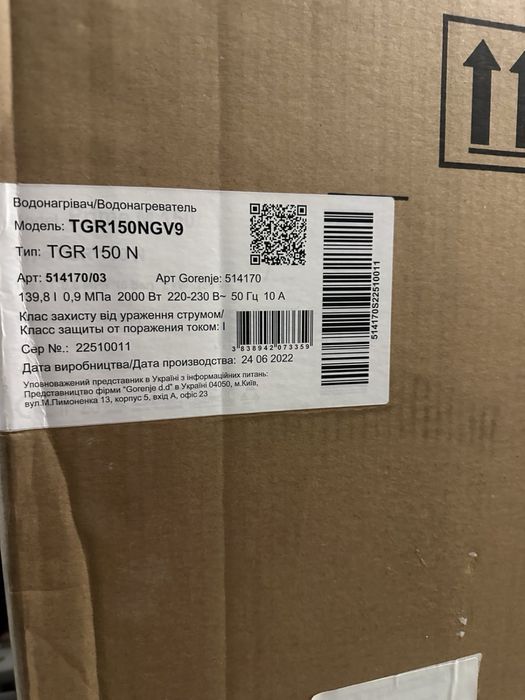 Водонагрівач/Водонагреватель
Модель: TGR150NGV9
Тип: TGR 150 N
Арт: 514170/03 Арт Gorenje: 514170
139,8 l 0,9 МПа 2000 Вт 220-230 В~ 50 Гц 10 А
Клас захисту від ураження струмом/
Класс защиты от поражения током: I
Сер №.: 22510011
3 838942 073359
Дата виробництва/Дата производства: 24 06 2022
Уповноважений представник в Україні з інформаційних питань:
Представництво фірми "Gorenje d.d" в Україні 04050, м.Київ,
вул.М.Пимоненка 13, корпус 5, вхід А, офіс 23
514170S22510011